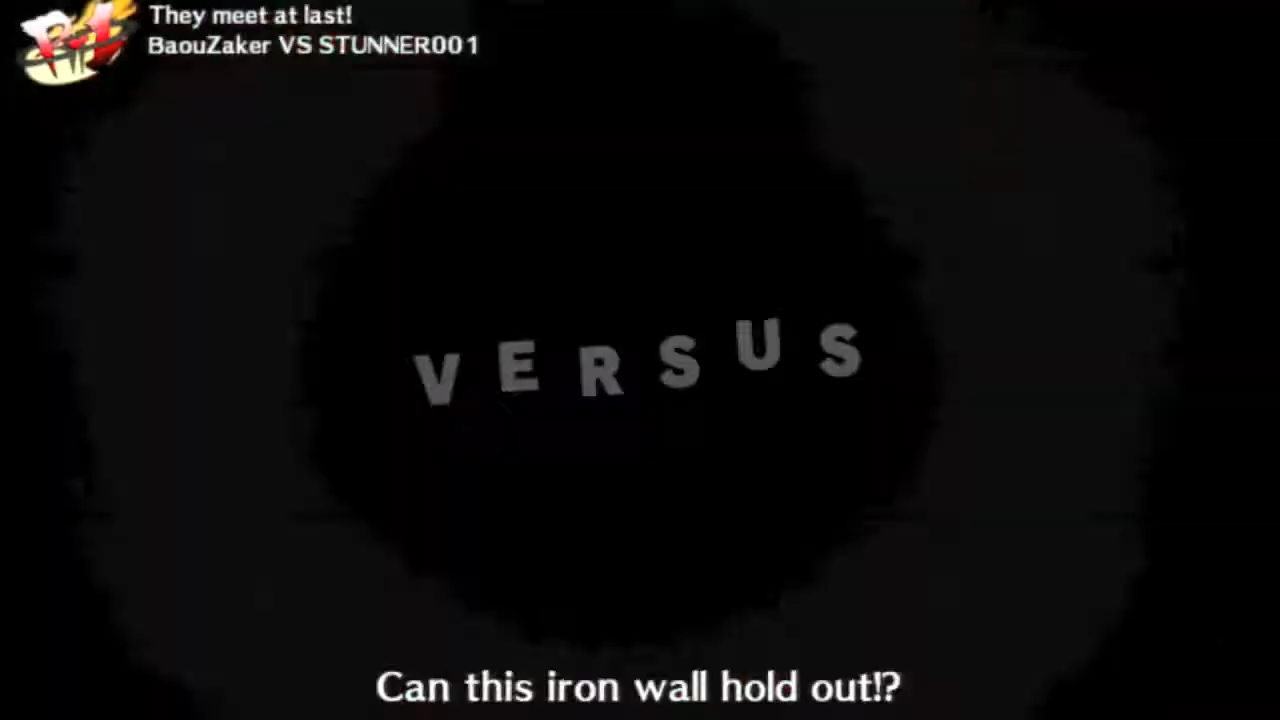 They meet at last!
BaouZaker VS STUNNER001
VERSUS
Can this iron wall hold out!?